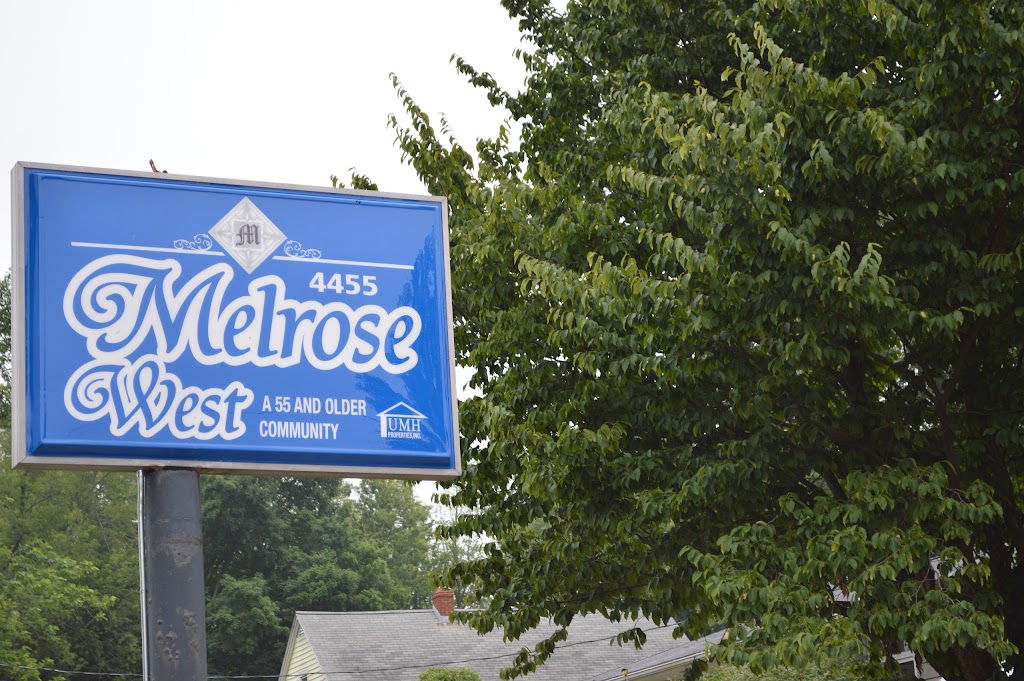 M
4455
Melrose
West
A 55 AND OLDER
COMMUNITY
UMH
PROPERTIES, INC.